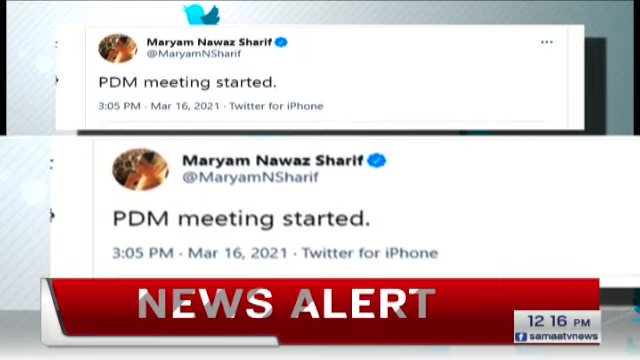 Maryam Nawaz Sharif
@MaryamNSharif
PDM meeting started.
3:05 PM · Mar 16, 2021 · Twitter for iPhone
Maryam Nawaz Sharif
@MaryamNSharif
PDM meeting started.
3:05 PM · Mar 16, 2021 · Twitter for iPhone
NEWS ALERT
12 16 PM
f samaatvnews